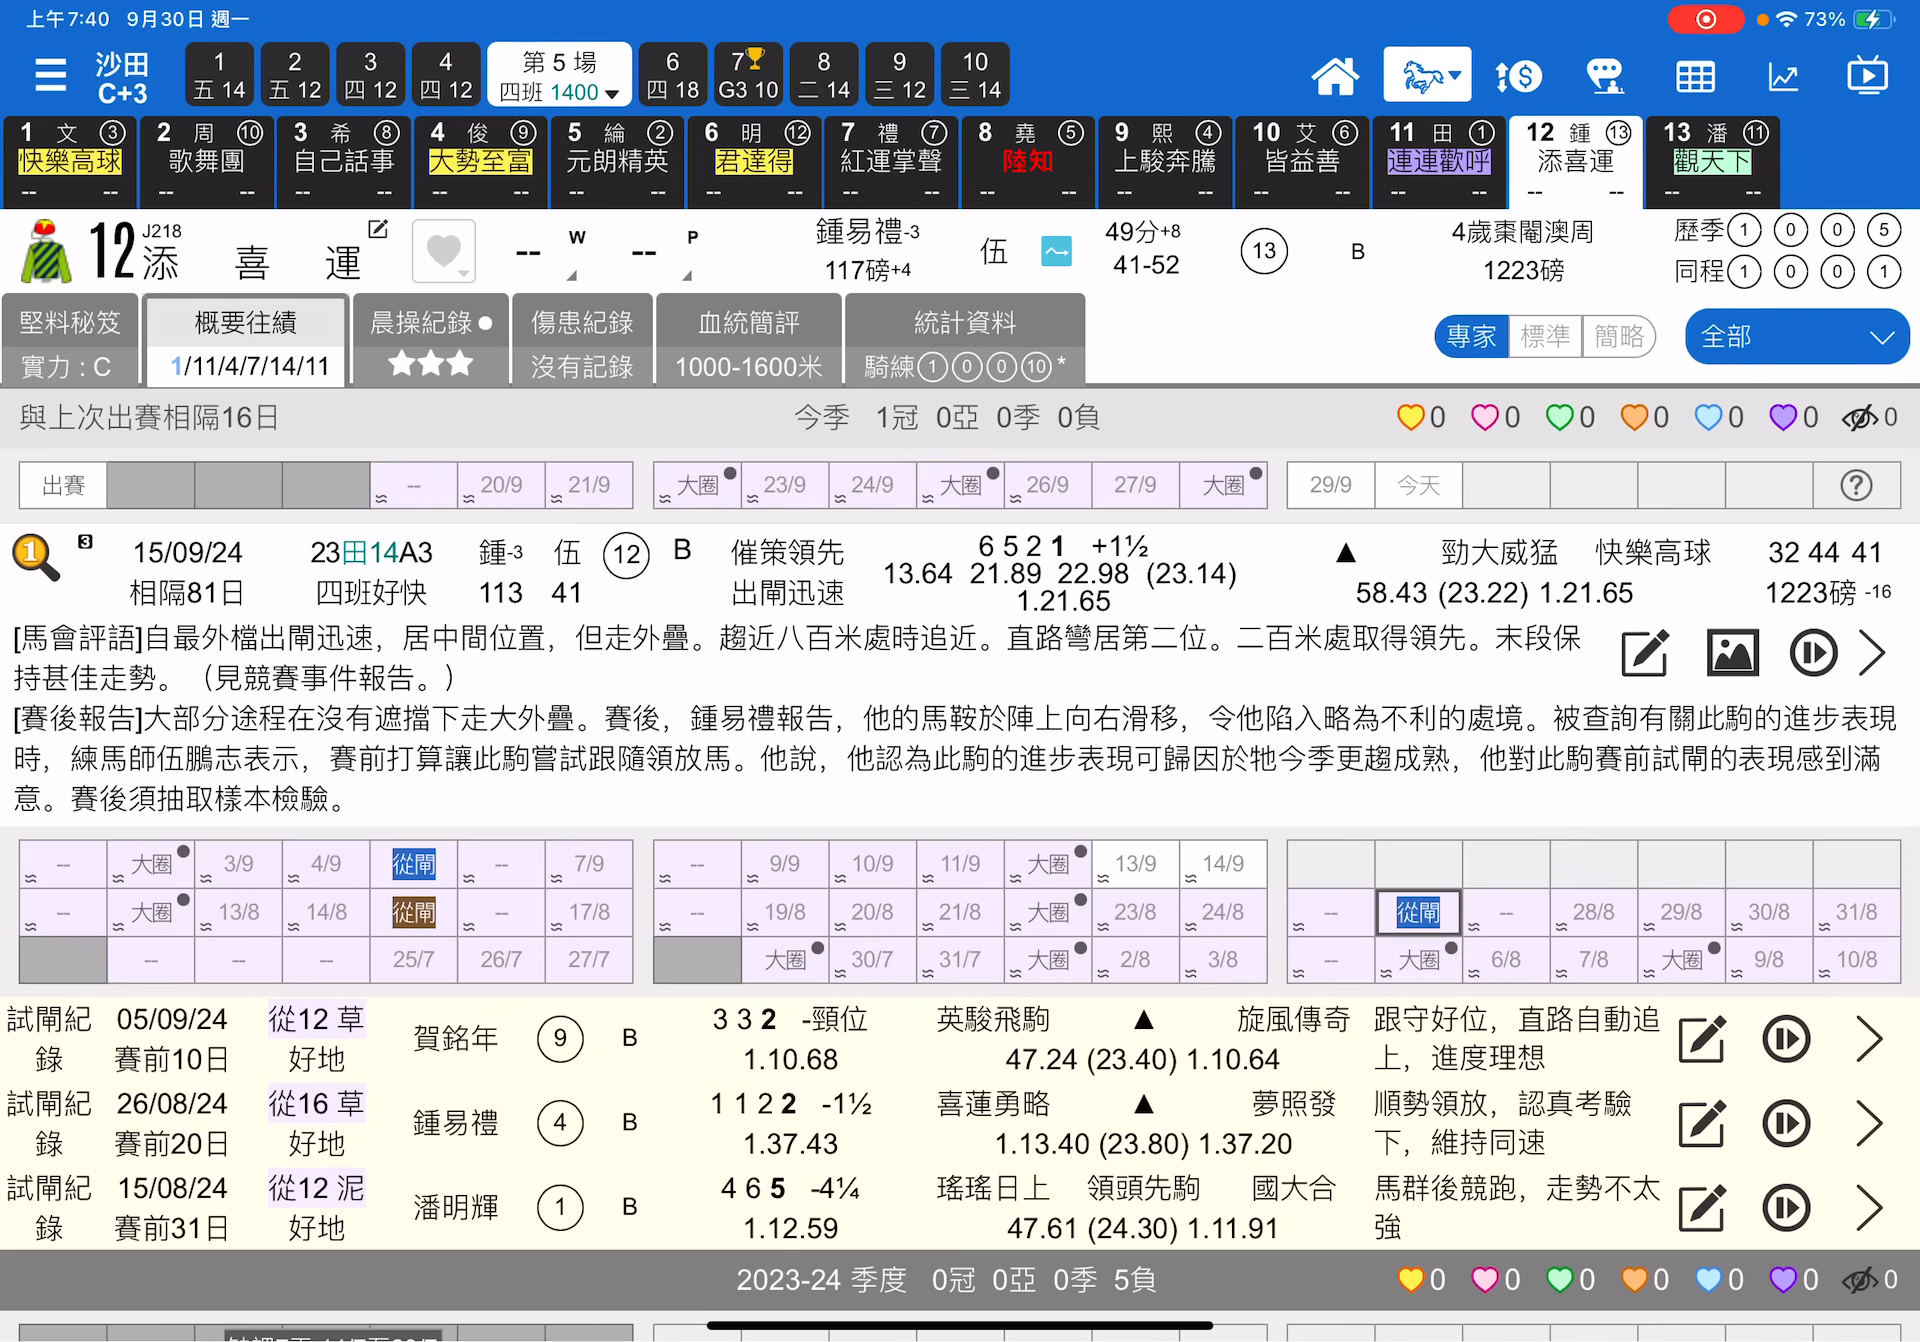 上午7:40 9月30日 週一 73%
沙田 C+3
1 五 14
2 五 12
3 四 12
4 四 12
第 5 場 四班 1400
6 四 18
7 G3 10
8 二 14
9 三 12
10 三 14
1 文 ③ 快樂高球 -- --
2 周 ⑩ 歌舞團 -- --
3 希 ⑧ 自己話事 -- --
4 俊 ⑨ 大勢至富 -- --
5 綸 ② 元朗精英 -- --
6 明 ⑫ 君達得 -- --
7 禮 ⑦ 紅運掌聲 -- --
8 堯 ⑤ 陸知 -- --
9 熙 ④ 上駿奔騰 -- --
10 艾 ⑥ 皆益善 -- --
11 田 ① 連連歡呼 -- --
12 鍾 ⑬ 添喜運 -- --
13 潘 ⑪ 觀天下 -- --
12 J218 添喜運 -- W -- P 鍾易禮-3 伍 49分+8 ⑬ B 4歲棗閹澳周 歷季 ① ⓪ ⓪ ⑤
117磅+4 41-52 1223磅 同程 ① ⓪ ⓪ ①
堅料秘笈 概要往績 晨操紀錄 傷患紀錄 血統簡評 統計資料 專家 標準 簡略 全部
實力 : C 1/11/4/7/14/11 ★★★ 沒有記錄 1000-1600米 騎練①⓪⓪⑩*
與上次出賽相隔16日 今季 1冠 0亞 0季 0負 0 0 0 0 0 0 0
出賽 -- 20/9 21/9 大圈 23/9 24/9 大圈 26/9 27/9 大圈 29/9 今天 ?
1 3 15/09/24 23田14A3 鍾-3 伍 ⑫ B 催策領先 6 5 2 1 +1½ ▲ 勁大威猛 快樂高球 32 44 41
相隔81日 四班好快 113 41 出閘迅速 13.64 21.89 22.98 (23.14) 58.43 (23.22) 1.21.65 1223磅 -16
1.21.65
[馬會評語]自最外檔出閘迅速，居中間位置，但走外疊。趨近八百米處時追近。直路彎居第二位。二百米處取得領先。末段保
持甚佳走勢。（見競賽事件報告。）
[賽後報告]大部分途程在沒有遮擋下走大外疊。賽後，鍾易禮報告，他的馬鞍於陣上向右滑移，令他陷入略為不利的處境。被查詢有關此駒的進步表現
時，練馬師伍鵬志表示，賽前打算讓此駒嘗試跟隨領放馬。他說，他認為此駒的進步表現可歸因於牠今季更趨成熟，他對此駒賽前試閘的表現感到滿
意。賽後須抽取樣本檢驗。
-- 大圈 3/9 4/9 從閘 -- 7/9 -- 9/9 10/9 11/9 大圈 13/9 14/9
-- 大圈 13/8 14/8 從閘 -- 17/8 -- 19/8 20/8 21/8 大圈 23/8 24/8 -- 從閘 -- 28/8 29/8 30/8 31/8
-- -- -- 25/7 26/7 27/7 大圈 30/7 31/7 大圈 2/8 3/8 -- 大圈 6/8 7/8 大圈 9/8 10/8
試閘紀錄 05/09/24 從12 草 賀銘年 ⑨ B 3 3 2 -頸位 英駿飛駒 ▲ 旋風傳奇 跟守好位，直路自動追
賽前10日 好地 1.10.68 47.24 (23.40) 1.10.64 上，進度理想
試閘紀錄 26/08/24 從16 草 鍾易禮 ④ B 1 1 2 2 -1½ 喜蓮勇略 ▲ 夢照發 順勢領放，認真考驗
賽前20日 好地 1.37.43 1.13.40 (23.80) 1.37.20 下，維持同速
試閘紀錄 15/08/24 從12 泥 潘明輝 ① B 4 6 5 -4¼ 瑤瑤日上 領頭先駒 國大合 馬群後競跑，走勢不太
賽前31日 好地 1.12.59 47.61 (24.30) 1.11.91 強
2023-24 季度 0冠 0亞 0季 5負 0 0 0 0 0 0 0